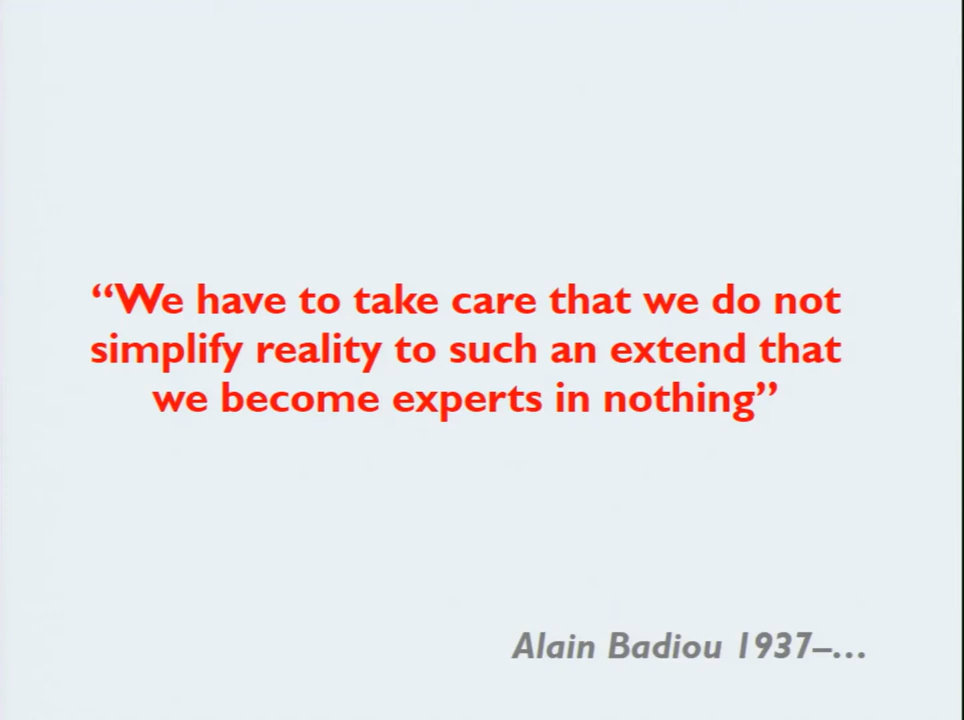 “We have to take care that we do not
simplify reality to such an extend that
we become experts in nothing”
Alain Badiou 1937–...